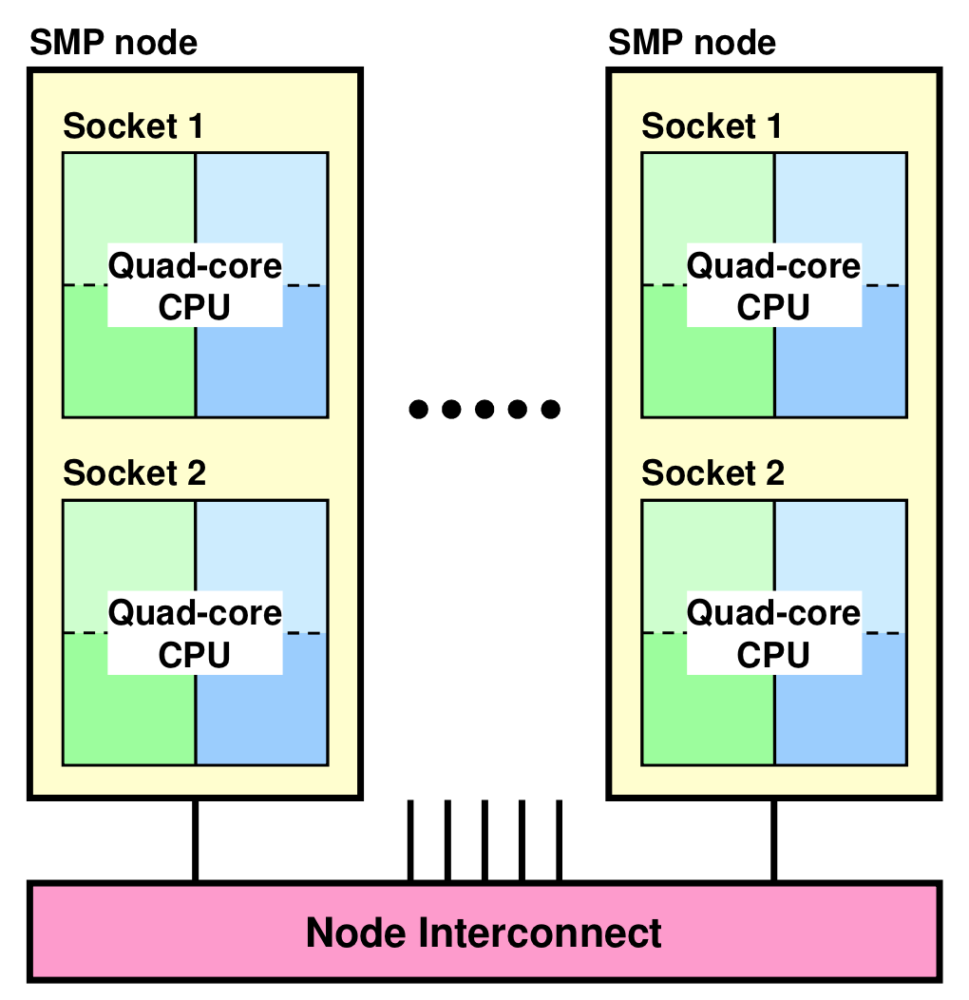 SMP node
Socket 1
Quad-core
CPU
Socket 2
Quad-core
CPU
SMP node
Socket 1
Quad-core
CPU
Socket 2
Quad-core
CPU
Node Interconnect